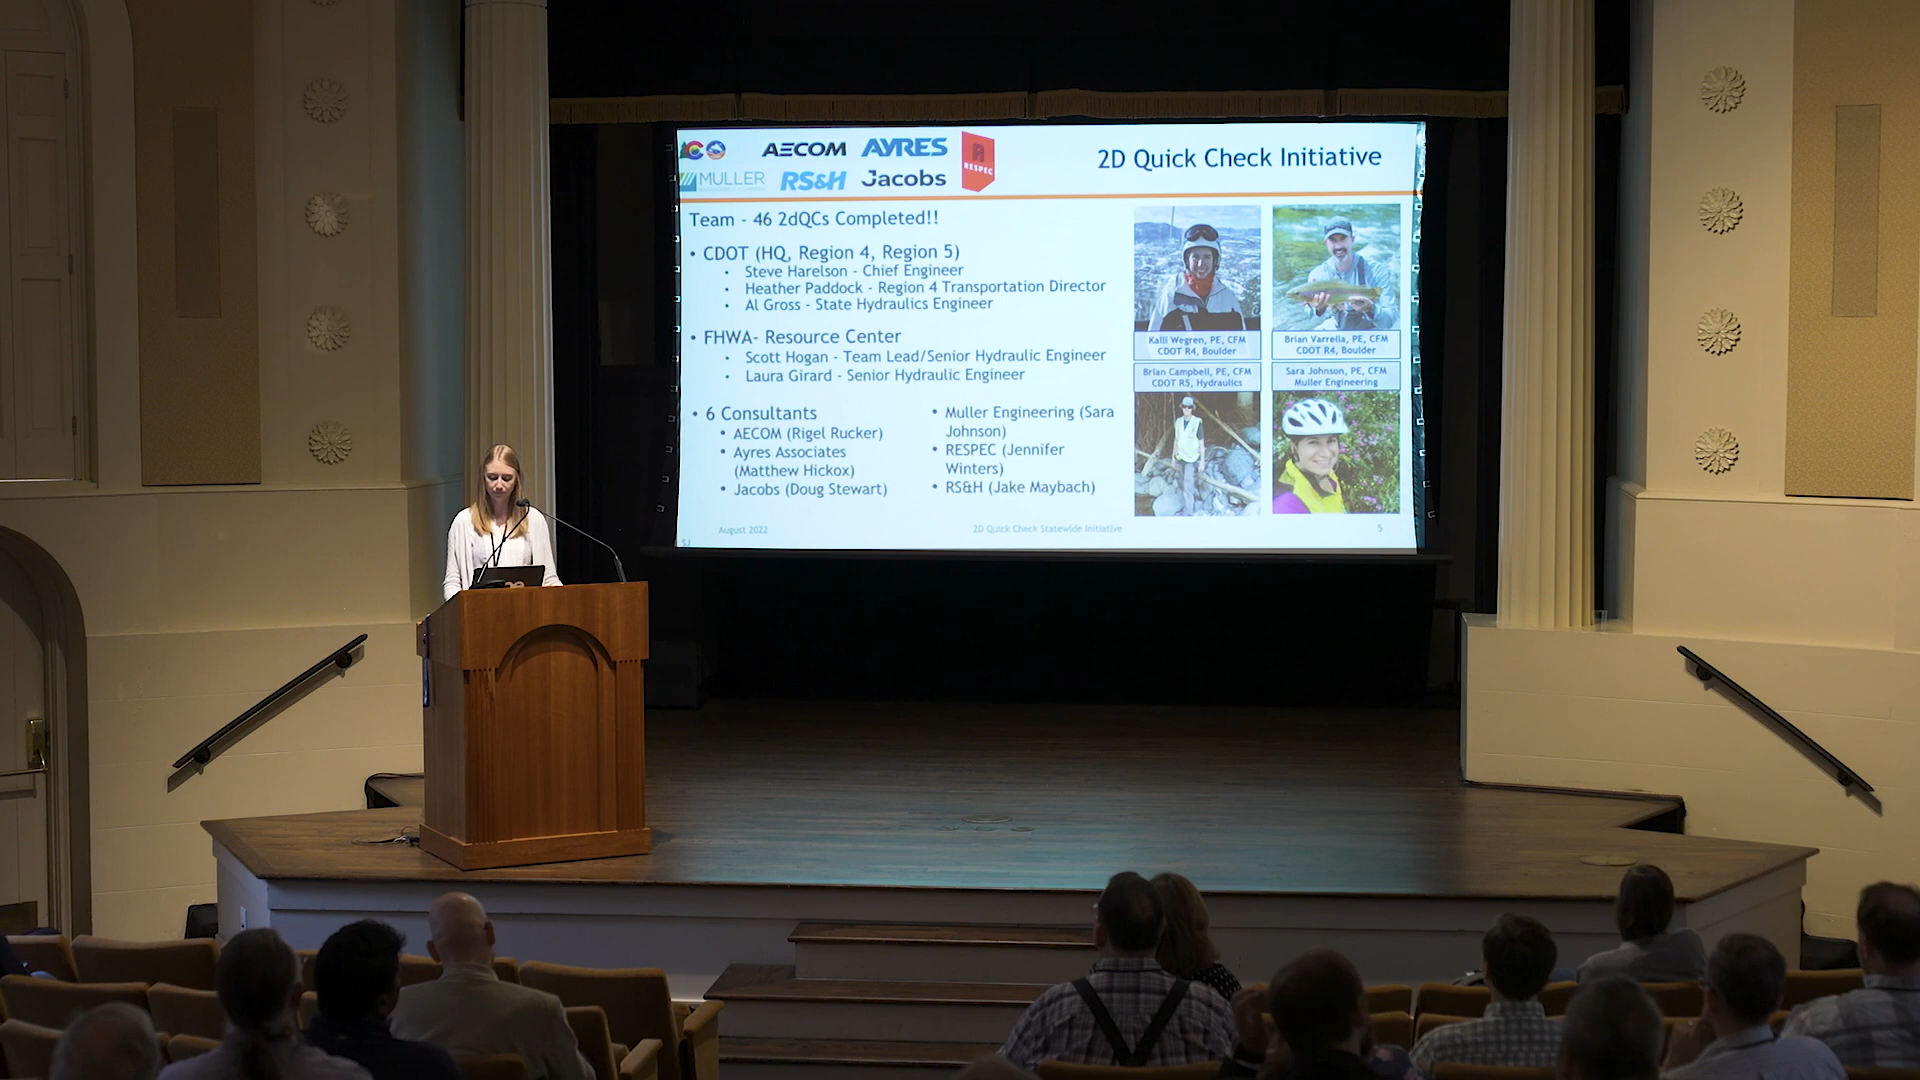 CO
AECOM
AYRES
RESPEC
MULLER
RS&H
Jacobs
2D Quick Check Initiative
Team - 46 2dQCs Completed!!
• CDOT (HQ, Region 4, Region 5)
• Steve Harelson - Chief Engineer
• Heather Paddock - Region 4 Transportation Director
• Al Gross - State Hydraulics Engineer
• FHWA- Resource Center
• Scott Hogan - Team Lead/Senior Hydraulic Engineer
• Laura Girard - Senior Hydraulic Engineer
• 6 Consultants
• AECOM (Rigel Rucker)
• Ayres Associates
(Matthew Hickox)
• Jacobs (Doug Stewart)
• Muller Engineering (Sara
Johnson)
• RESPEC (Jennifer
Winters)
• RS&H (Jake Maybach)
Kalli Wegren, PE, CFM
CDOT R4, Boulder
Brian Varrella, PE, CFM
CDOT R4, Boulder
Brian Campbell, PE, CFM
CDOT R5, Hydraulics
Sara Johnson, PE, CFM
Muller Engineering
August 2022
2D Quick Check Statewide Initiative
5
SJ